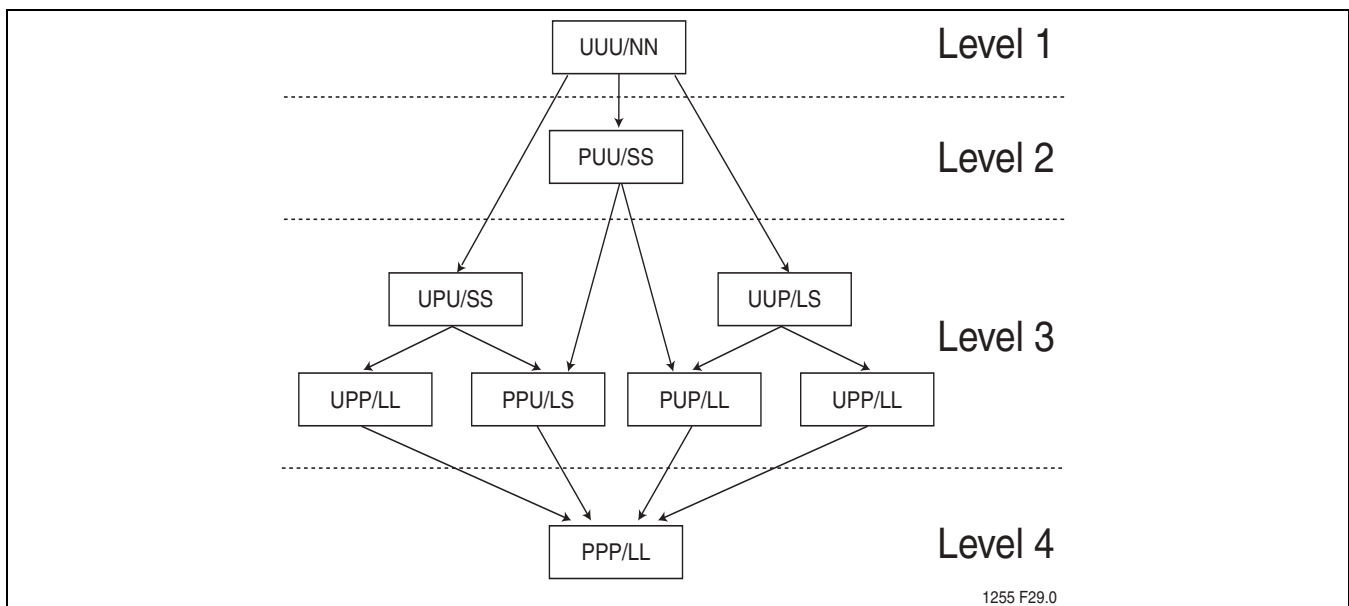 UUU/NN
Level 1
PUU/SS
Level 2
UPU/SS
UUP/LS
Level 3
UPP/LL
PPU/LS
PUP/LL
UPP/LL
PPP/LL
Level 4
1255 F29.0